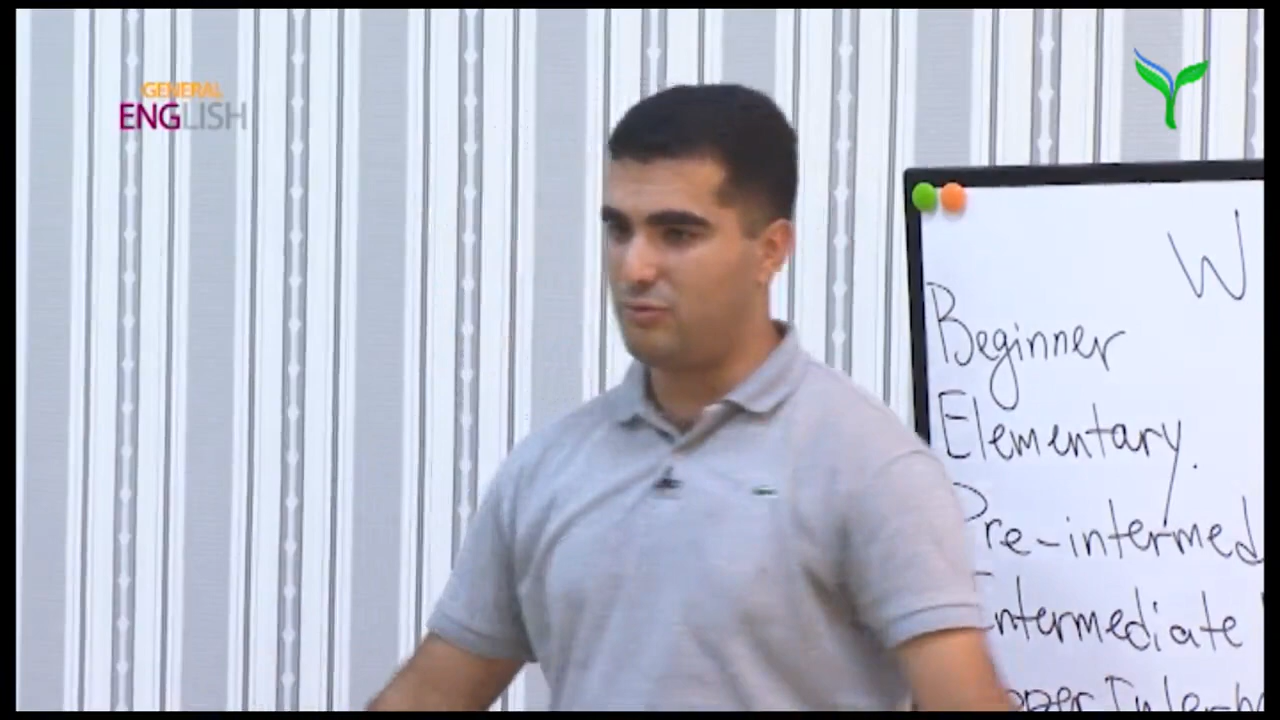 GENERAL
ENGLISH
W
Beginner
Elementary.
Pre-intermed
Intermediate